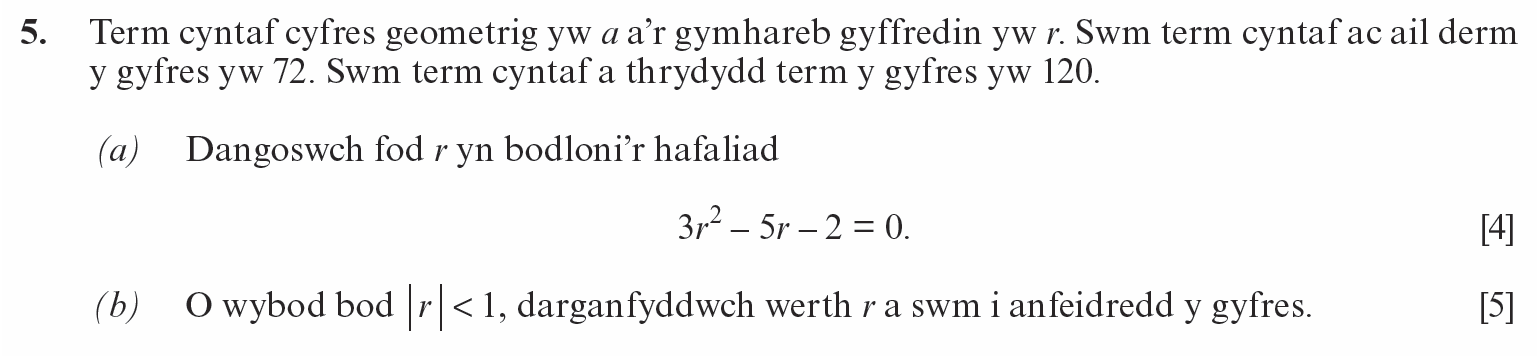 5. Term cyntaf cyfres geometrig yw a a’r gymhareb gyffredin yw r. Swm term cyntaf ac ail derm
y gyfres yw 72. Swm term cyntaf a thrydydd term y gyfres yw 120.
(a) Dangoswch fod r yn bodloni’r hafaliad
3r² – 5r – 2 = 0. [4]
(b) O wybod bod |r| < 1, darganfyddwch werth r a swm i anfeidredd y gyfres. [5]